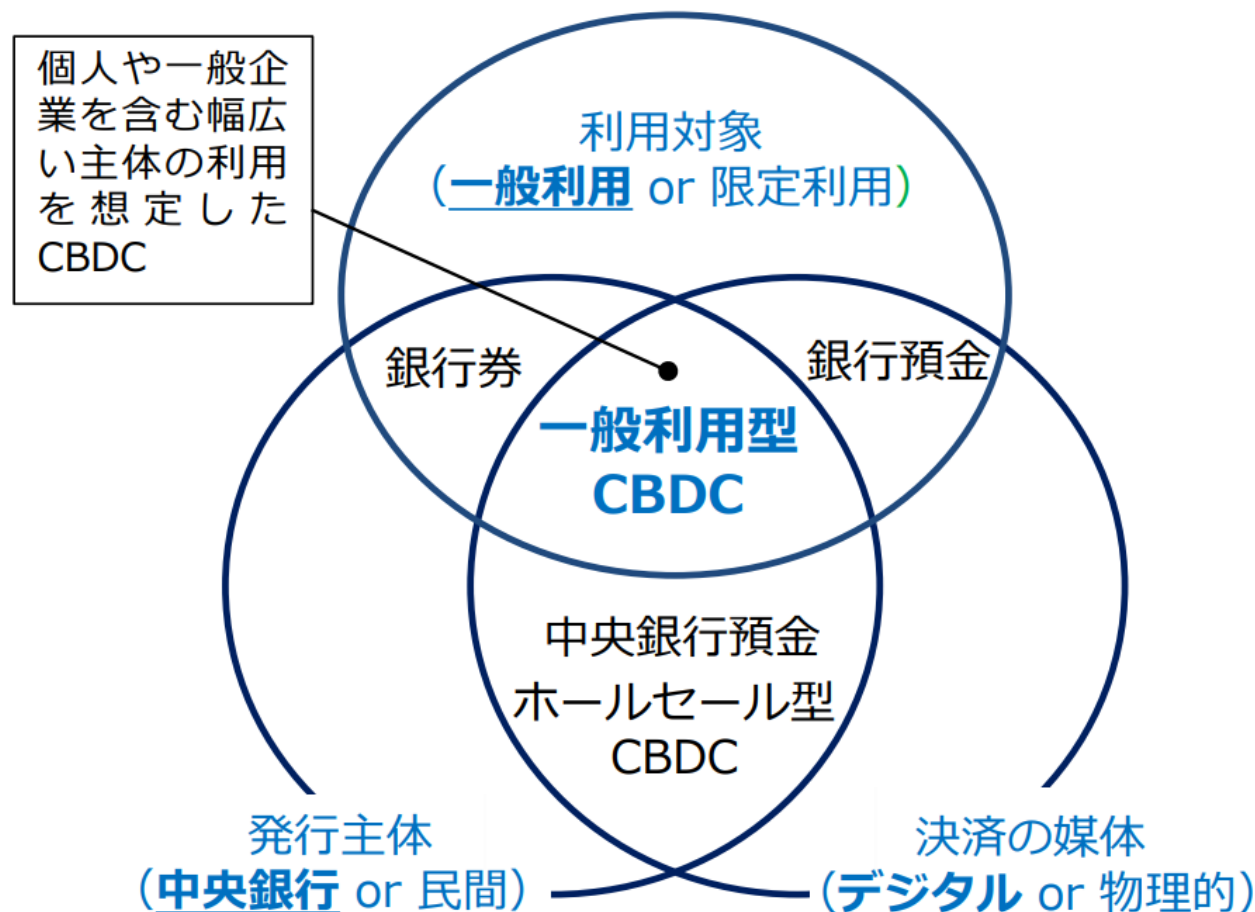 個人や一般企
業を含む幅広
い主体の利用
を想定した
CBDC
利用対象
（一般利用 or 限定利用）
銀行券
銀行預金
一般利用型
CBDC
中央銀行預金
ホールセール型
CBDC
発行主体
（中央銀行 or 民間）
決済の媒体
（デジタル or 物理的）